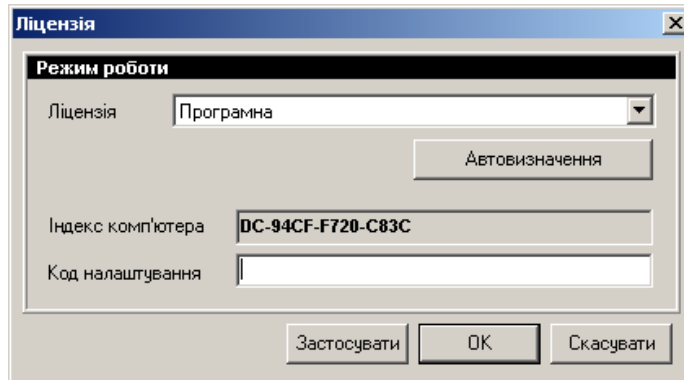 Ліцензія
Режим роботи
Ліцензія Програмна
Автовизначення
Індекс комп'ютера DC-94CF-F720-C83C
Код налаштування
Застосувати OK Скасувати